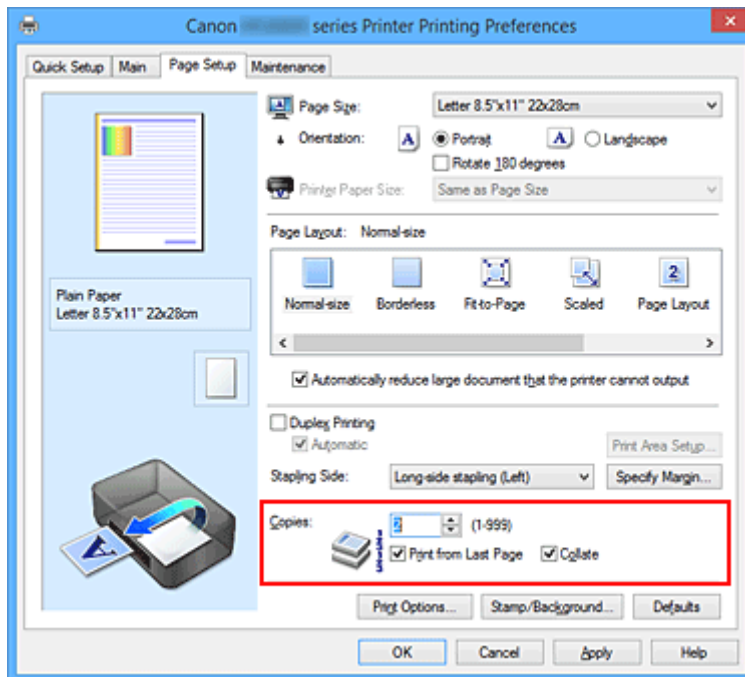 Canon series Printer Printing Preferences
Quick Setup Main Page Setup Maintenance
Page Size: Letter 8.5"x11" 22x28cm
Orientation: A Portrait A Landscape
Rotate 180 degrees
Printer Paper Size: Same as Page Size
Page Layout: Normal-size
2
Normal-size Borderless Fit-to-Page Scaled Page Layout
Plain Paper
Letter 8.5"x11" 22x28cm
Automatically reduce large document that the printer cannot output
Duplex Printing
Automatic Print Area Setup...
Stapling Side: Long-side stapling (Left) Specify Margin...
Copies: 2 (1-999)
Print from Last Page Collate
A
Print Options... Stamp/Background... Defaults
OK Cancel Apply Help